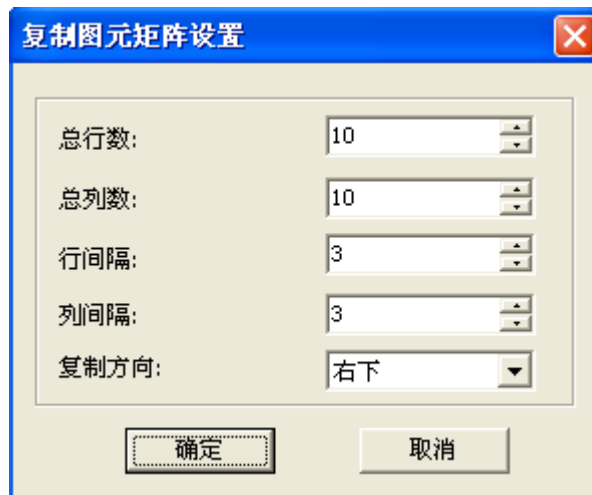 复制图元矩阵设置
总行数: 10
总列数: 10
行间隔: 3
列间隔: 3
复制方向: 右下
确定 取消